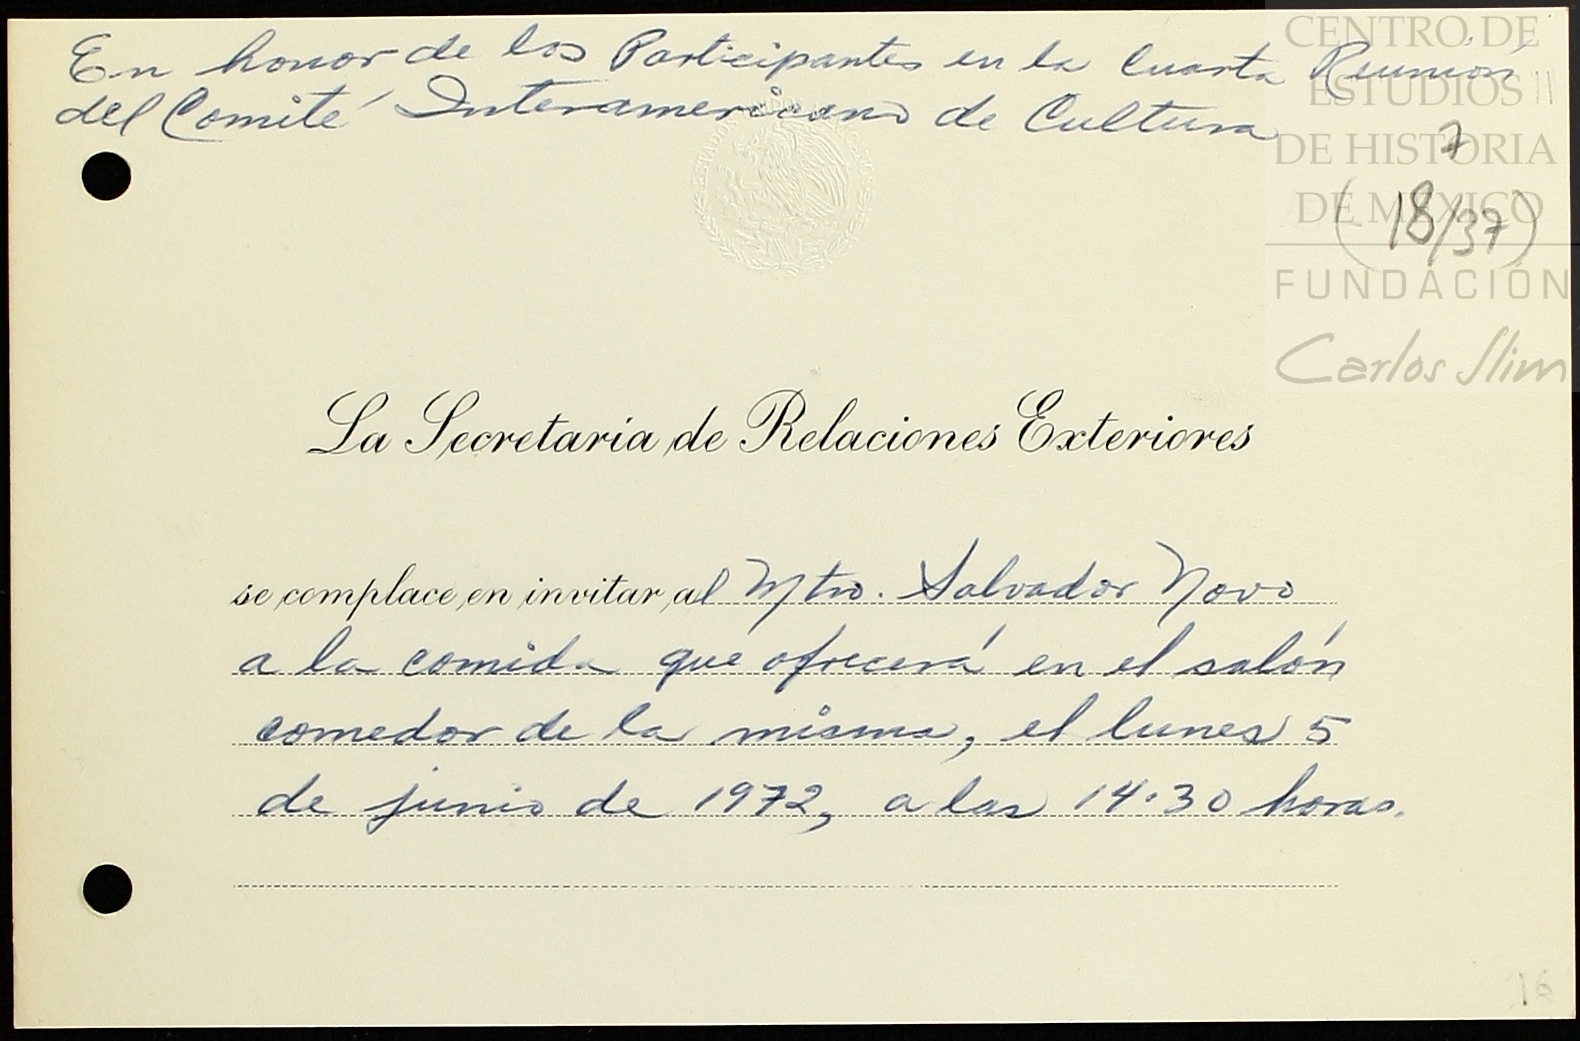 En honor de los Participantes en la Cuarta Reunión
del Comité Interamericano de Cultura
CENTRO DE
ESTUDIOS
DE HISTORIA
DE MÉXICO
FUNDACIÓN
Carlos Slim
7
(18/37)
La Secretaría de Relaciones Exteriores
se complace en invitar al Mtro. Salvador Novo
a la comida que ofrecerá en el salón
comedor de la misma, el lunes 5
de junio de 1972, a las 14.30 horas.
16